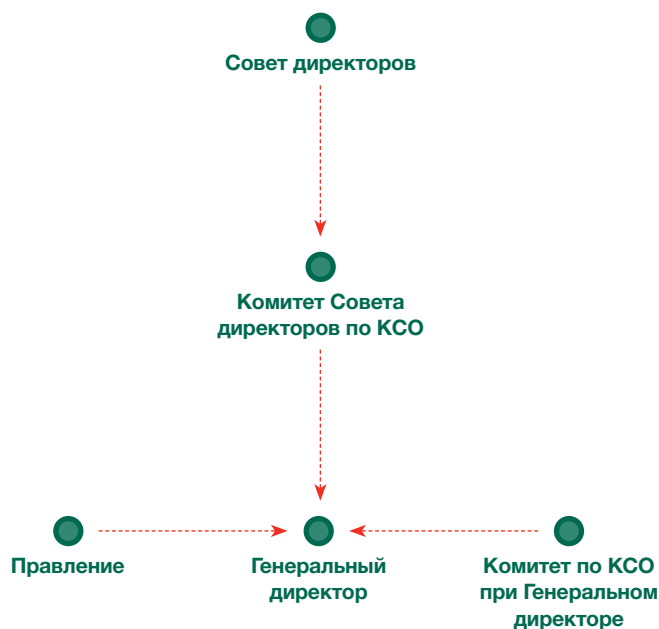 Совет директоров
Комитет Совета
директоров по КСО
Правление
Генеральный
директор
Комитет по КСО
при Генеральном
директоре